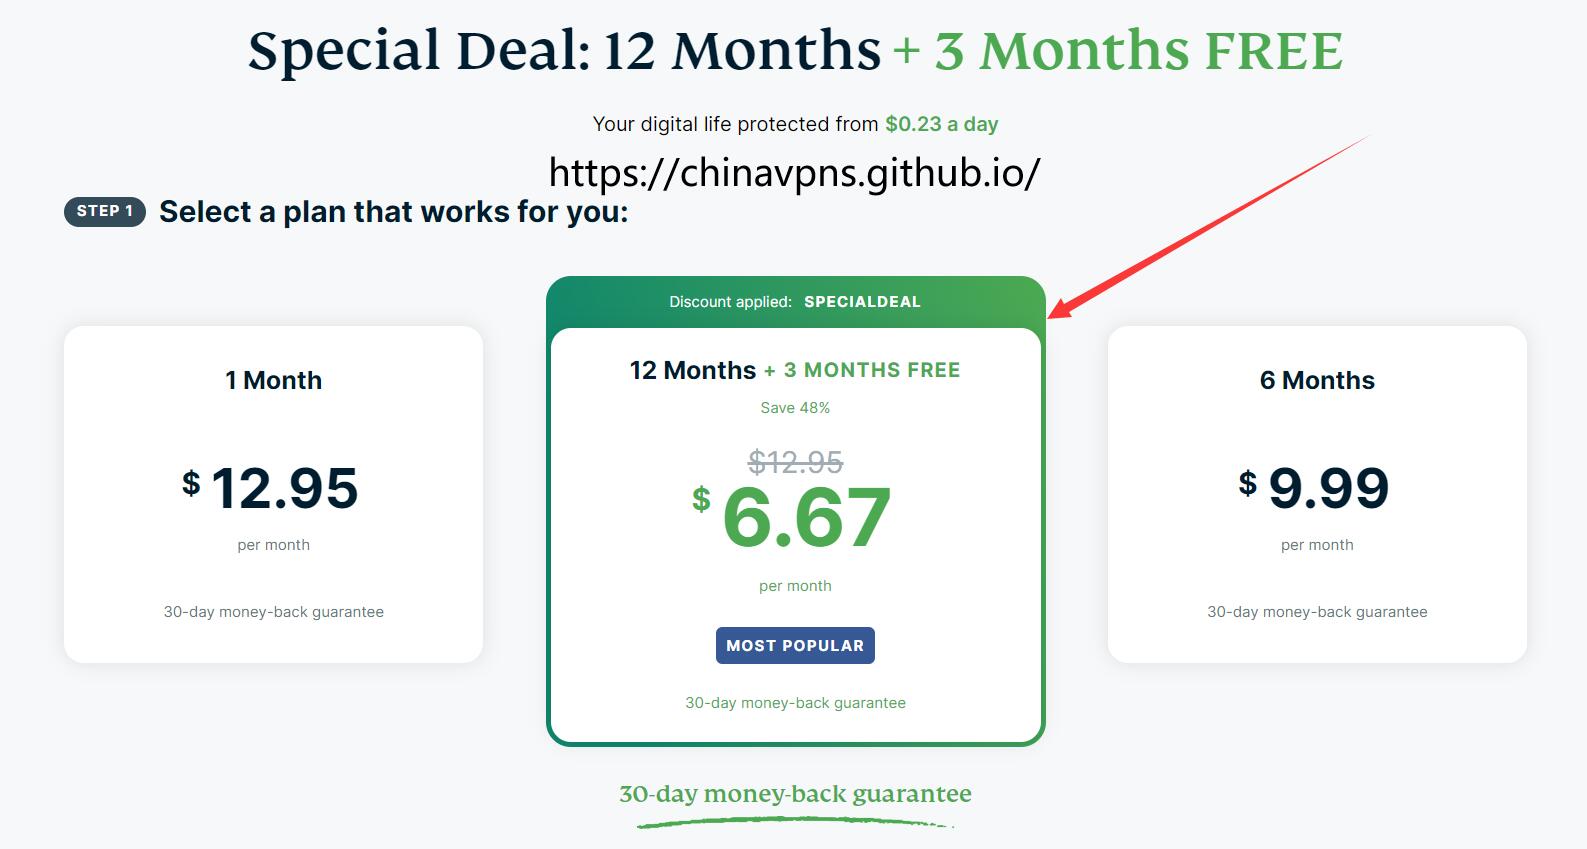 Special Deal: 12 Months + 3 Months FREE
Your digital life protected from $0.23 a day
https://chinavpns.github.io/
STEP 1 Select a plan that works for you:
1 Month
$ 12.95
per month
30-day money-back guarantee
Discount applied: SPECIALDEAL
12 Months + 3 MONTHS FREE
Save 48%
$12.95
$ 6.67
per month
MOST POPULAR
30-day money-back guarantee
6 Months
$ 9.99
per month
30-day money-back guarantee
30-day money-back guarantee